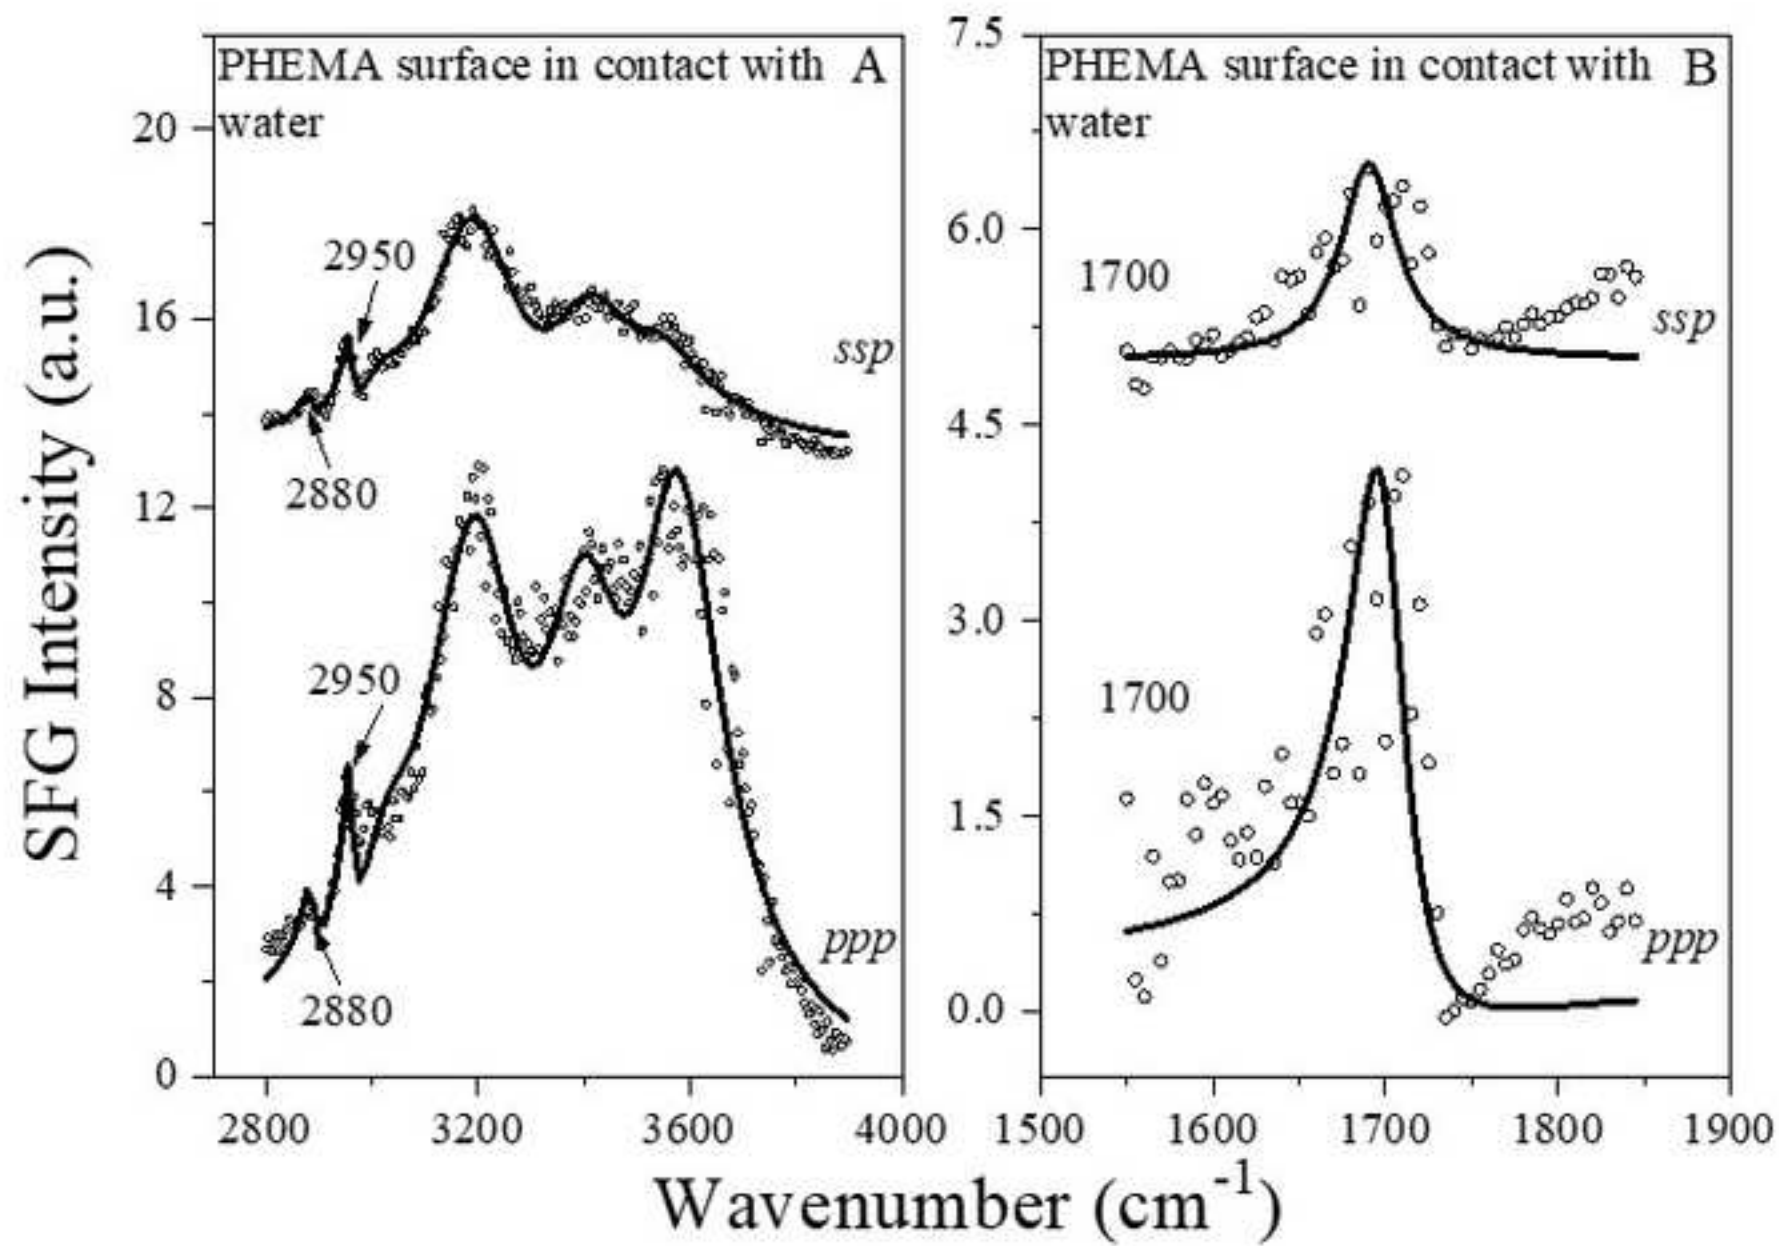 PHEMA surface in contact with A
water
20
16
12
8
4
0
2950
2880
ssp
2950
2880
ppp
2800 3200 3600 4000
PHEMA surface in contact with B
water
7.5
6.0
4.5
3.0
1.5
0.0
1700
ssp
1700
ppp
1500 1600 1700 1800 1900
SFG Intensity (a.u.)
Wavenumber (cm⁻¹)